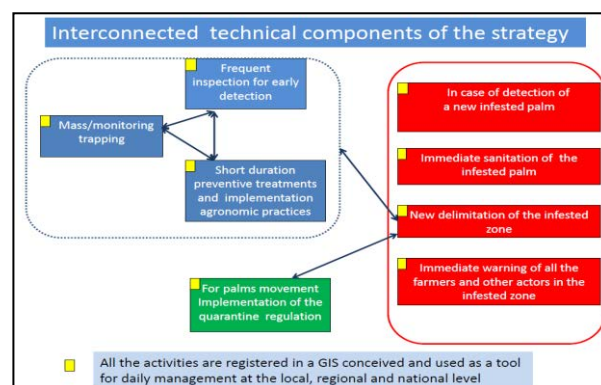 Interconnected technical components of the strategy
Frequent
inspection for early
detection
Mass/monitoring
trapping
Short duration
preventive treatments
and implementation
agronomic practices
In case of detection of
a new infested palm
Immediate sanitation of the
infested palm
New delimitation of the infested
zone
Immediate warning of all the
farmers and other actors in the
infested zone
For palms movement
Implementation of the
quarantine regulation
All the activities are registered in a GIS conceived and used as a tool
for daily management at the local, regional and national level